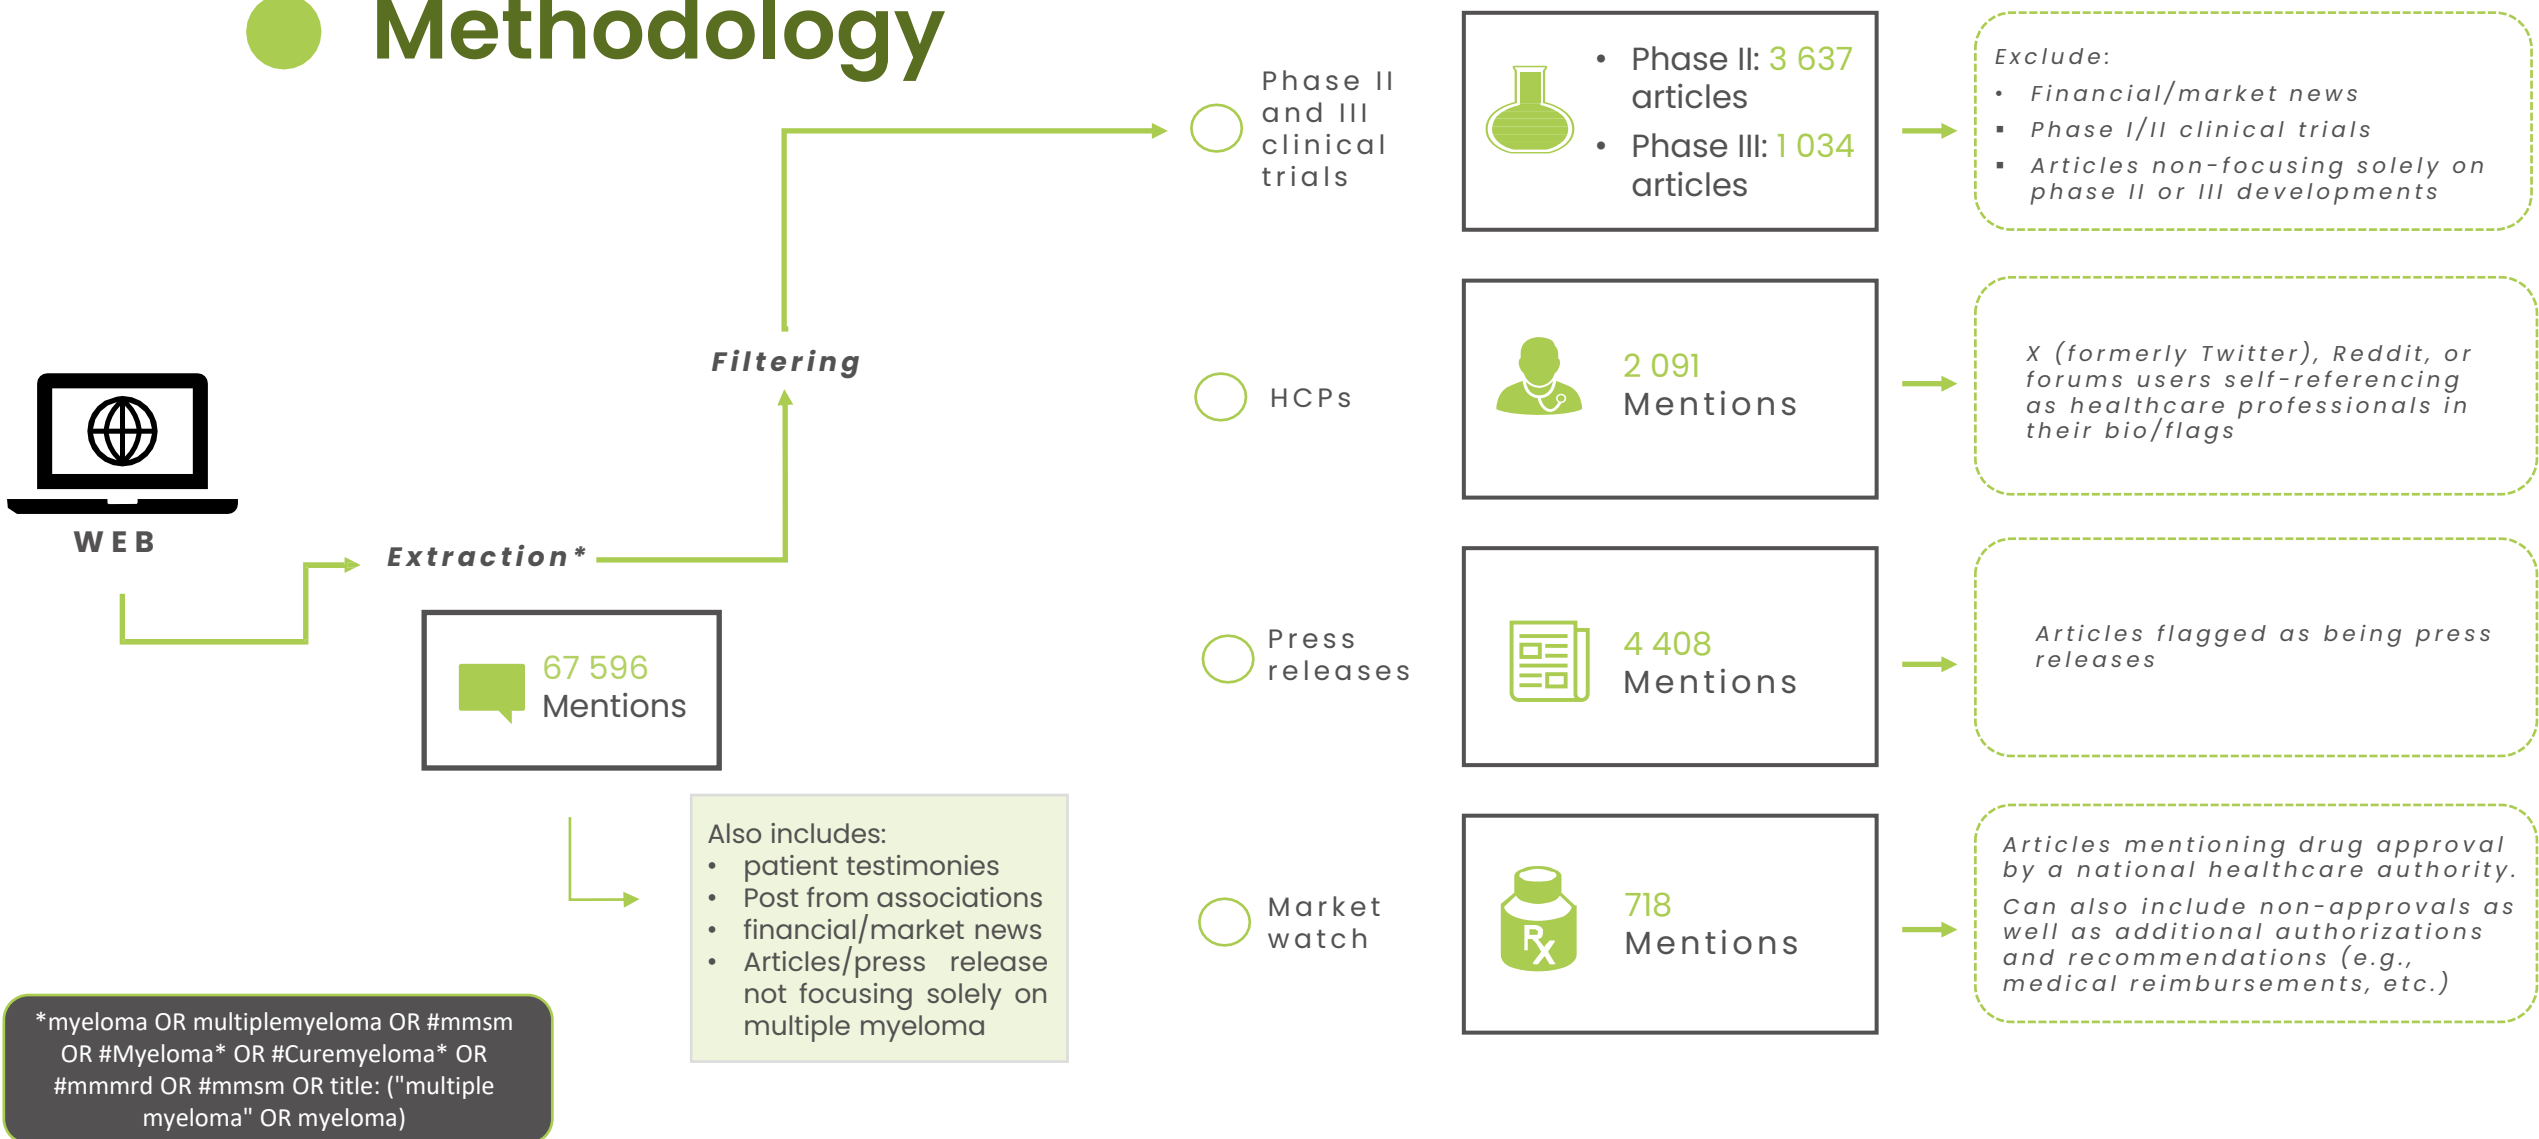 Methodology
WEB
Extraction*
67 596
Mentions
Also includes:
• patient testimonies
• Post from associations
• financial/market news
• Articles/press release
not focusing solely on
multiple myeloma
*myeloma OR multiplemyeloma OR #mmsm
OR #Myeloma* OR #Curemyeloma* OR
#mmmrd OR #mmsm OR title: ("multiple
myeloma" OR myeloma)
Filtering
Phase II
and III
clinical
trials
• Phase II: 3 637
articles
• Phase III: 1 034
articles
Exclude:
• Financial/market news
▪ Phase I/II clinical trials
▪ Articles non-focusing solely on
phase II or III developments
HCPs
2 091
Mentions
X (formerly Twitter), Reddit, or
forums users self-referencing
as healthcare professionals in
their bio/flags
Press
releases
4 408
Mentions
Articles flagged as being press
releases
Market
watch
Rx
718
Mentions
Articles mentioning drug approval
by a national healthcare authority.
Can also include non-approvals as
well as additional authorizations
and recommendations (e.g.,
medical reimbursements, etc.)